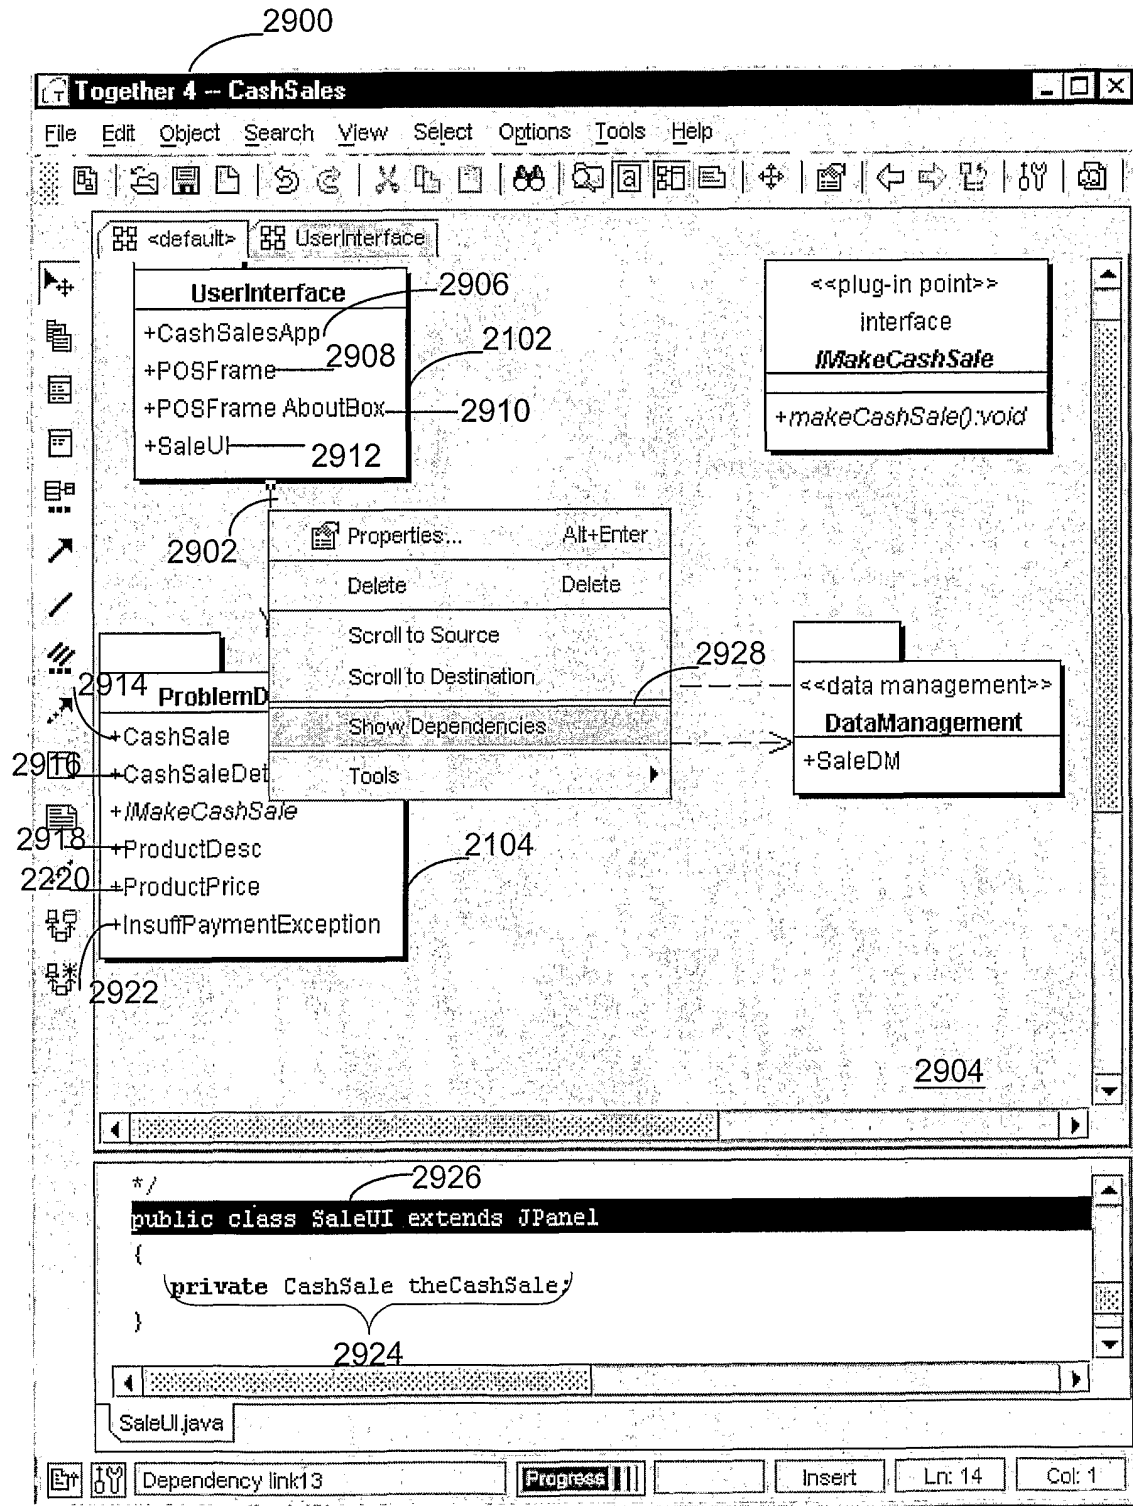 2900
Together 4 -- CashSales
File Edit Object Search View Select Options Tools Help
a
<default> UserInterface
UserInterface 2906
+CashSalesApp
2908 2102
+POSFrame
+POSFrame AboutBox 2910
+SaleUI 2912
<<plug-in point>>
interface
IMakeCashSale
+makeCashSale():void
2902
Properties... Alt+Enter
Delete Delete
Scroll to Source
Scroll to Destination
2928
Show Dependencies
Tools
2914 ProblemD
+CashSale
2916 +CashSaleDet
+IMakeCashSale
2918 +ProductDesc
2104
2220 +ProductPrice
+InsuffPaymentException
2922
<<data management>>
DataManagement
+SaleDM
2904
*/ 2926
public class SaleUI extends JPanel
{
private CashSale theCashSale;
}
2924
SaleUI.java
Dependency link13 Progress Insert Ln: 14 Col: 1